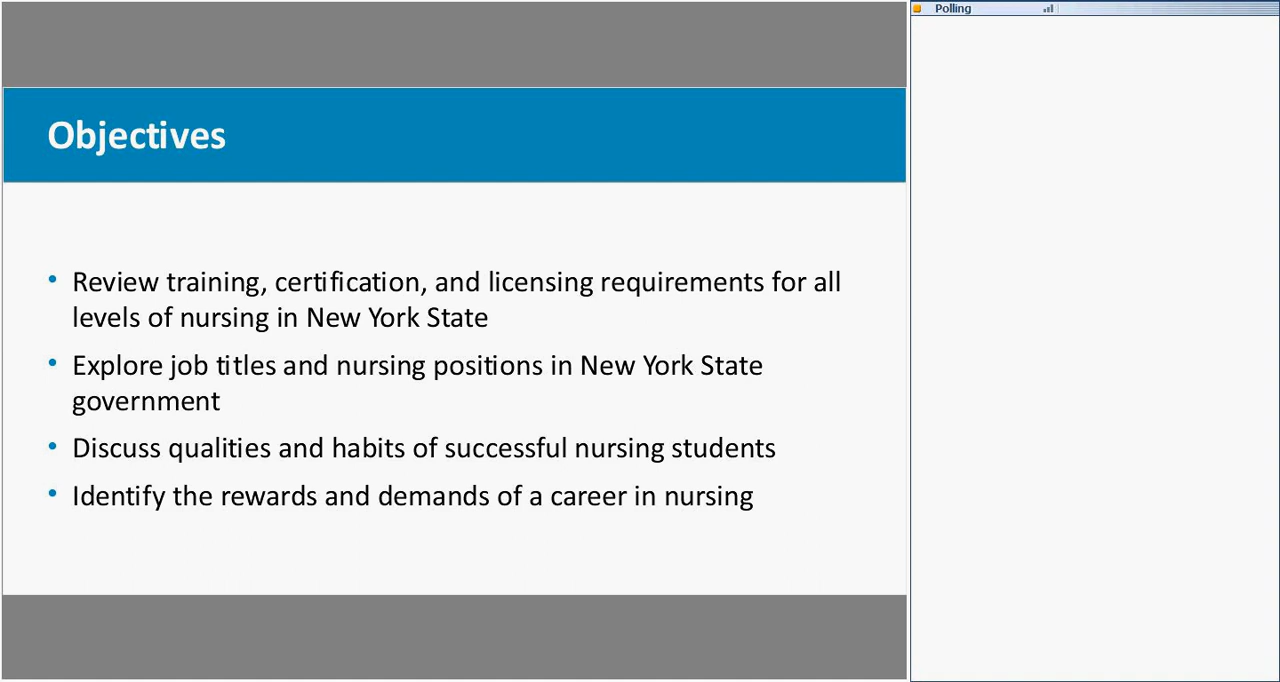 Polling
Objectives
• Review training, certification, and licensing requirements for all
levels of nursing in New York State
• Explore job titles and nursing positions in New York State
government
• Discuss qualities and habits of successful nursing students
• Identify the rewards and demands of a career in nursing